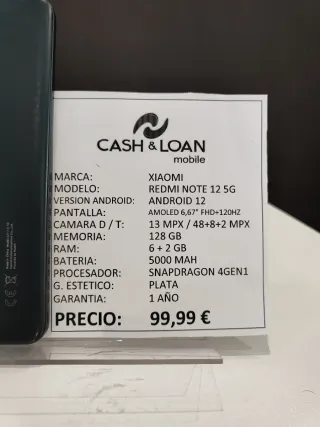 CASH & LOAN
mobile
MARCA: XIAOMI
MODELO: REDMI NOTE 12 5G
VERSION ANDROID: ANDROID 12
PANTALLA: AMOLED 6,67" FHD+120HZ
CAMARA D / T: 13 MPX / 48+8+2 MPX
MEMORIA: 128 GB
RAM: 6 + 2 GB
BATERIA: 5000 MAH
PROCESADOR: SNAPDRAGON 4GEN1
G. ESTETICO: PLATA
GARANTIA: 1 AÑO
PRECIO: 99,99 €